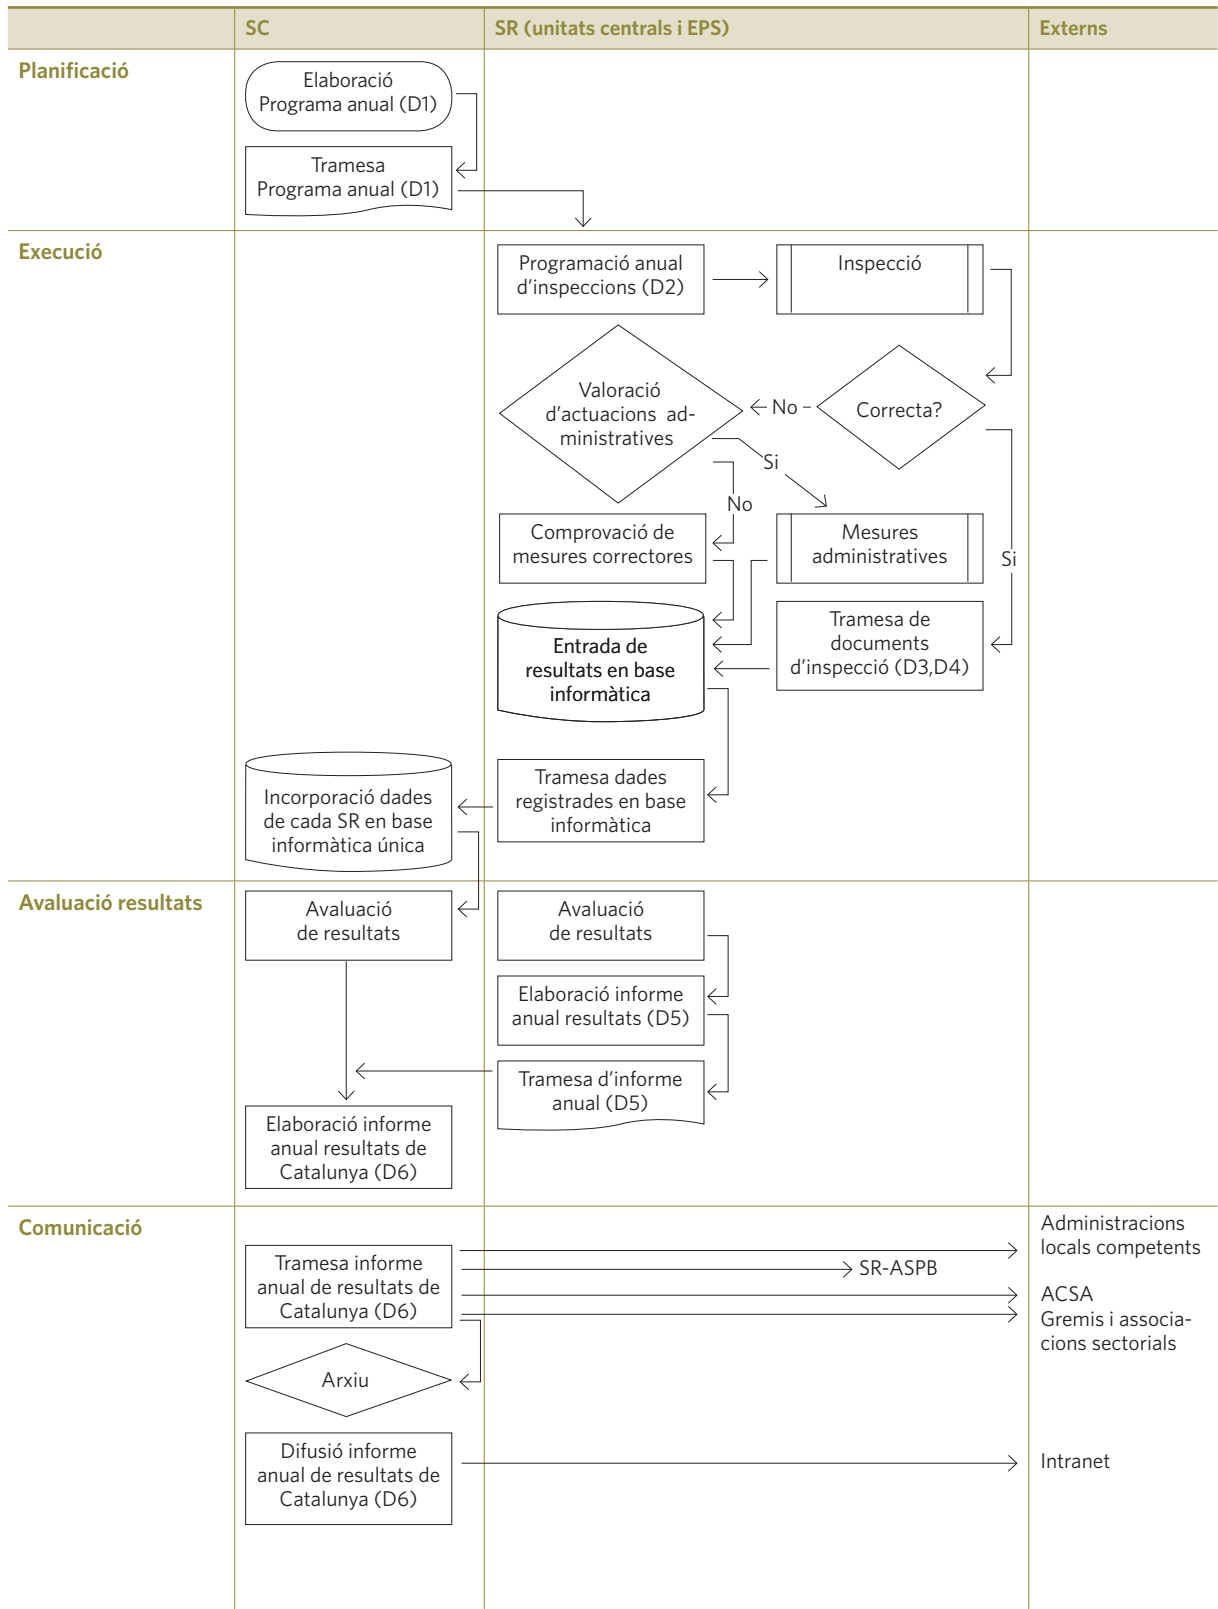 SC
SR (unitats centrals i EPS)
Externs
Planificació
Elaboració
Programa anual (D1)
Tramesa
Programa anual (D1)
Execució
Programació anual
d'inspeccions (D2)
Inspecció
Valoració
d'actuacions ad-
ministratives
No
Correcta?
Si
No
Comprovació de
mesures correctores
Mesures
administratives
Si
Entrada de
resultats en base
informàtica
Tramesa de
documents
d'inspecció (D3,D4)
Incorporació dades
de cada SR en base
informàtica única
Tramesa dades
registrades en base
informàtica
Avaluació resultats
Avaluació
de resultats
Avaluació
de resultats
Elaboració informe
anual resultats (D5)
Tramesa d'informe
anual (D5)
Elaboració informe
anual resultats de
Catalunya (D6)
Comunicació
Tramesa informe
anual de resultats de
Catalunya (D6)
Administracions
locals competents
SR-ASPB
ACSA
Gremis i associa-
cions sectorials
Arxiu
Difusió informe
anual de resultats de
Catalunya (D6)
Intranet